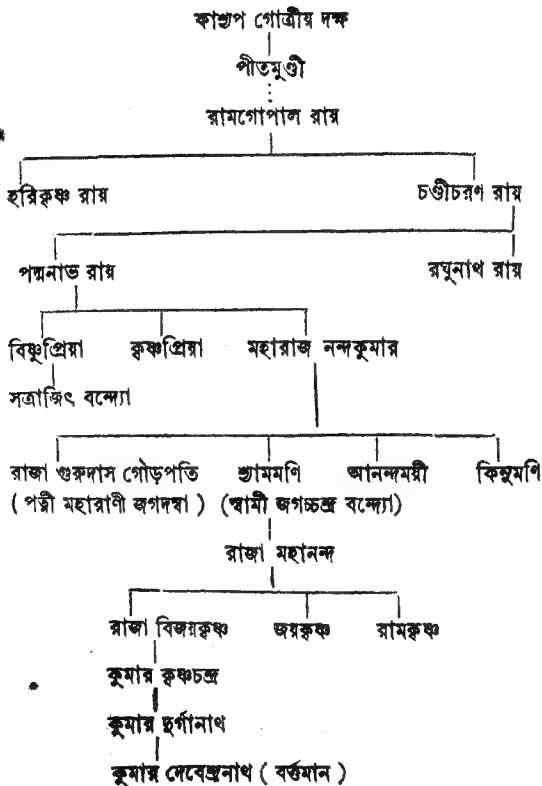 কাশ্যপ গোত্রীয় দক্ষ
পীতমুণ্ডী
রামগোপাল রায়
হরিকৃষ্ণ রায় চণ্ডীচরণ রায়
পদ্মনাভ রায় রঘুনাথ রায়
বিষ্ণুপ্রিয়া কৃষ্ণপ্রিয়া মহারাজ নন্দকুমার
সত্রাজিৎ বন্দ্যো
রাজা গুরুদাস গৌড়পতি শ্যামমণি আনন্দময়ী কিনুমণি
( পত্নী মহারাণী জগদম্বা ) (স্বামী জগচ্চন্দ্র বন্দ্যো)
রাজা মহানন্দ
রাজা বিজয়কৃষ্ণ জয়কৃষ্ণ রামকৃষ্ণ
কুমার কৃষ্ণচন্দ্র
কুমার দুর্গানাথ
কুমার দেবেন্দ্রনাথ ( বর্ত্তমান )